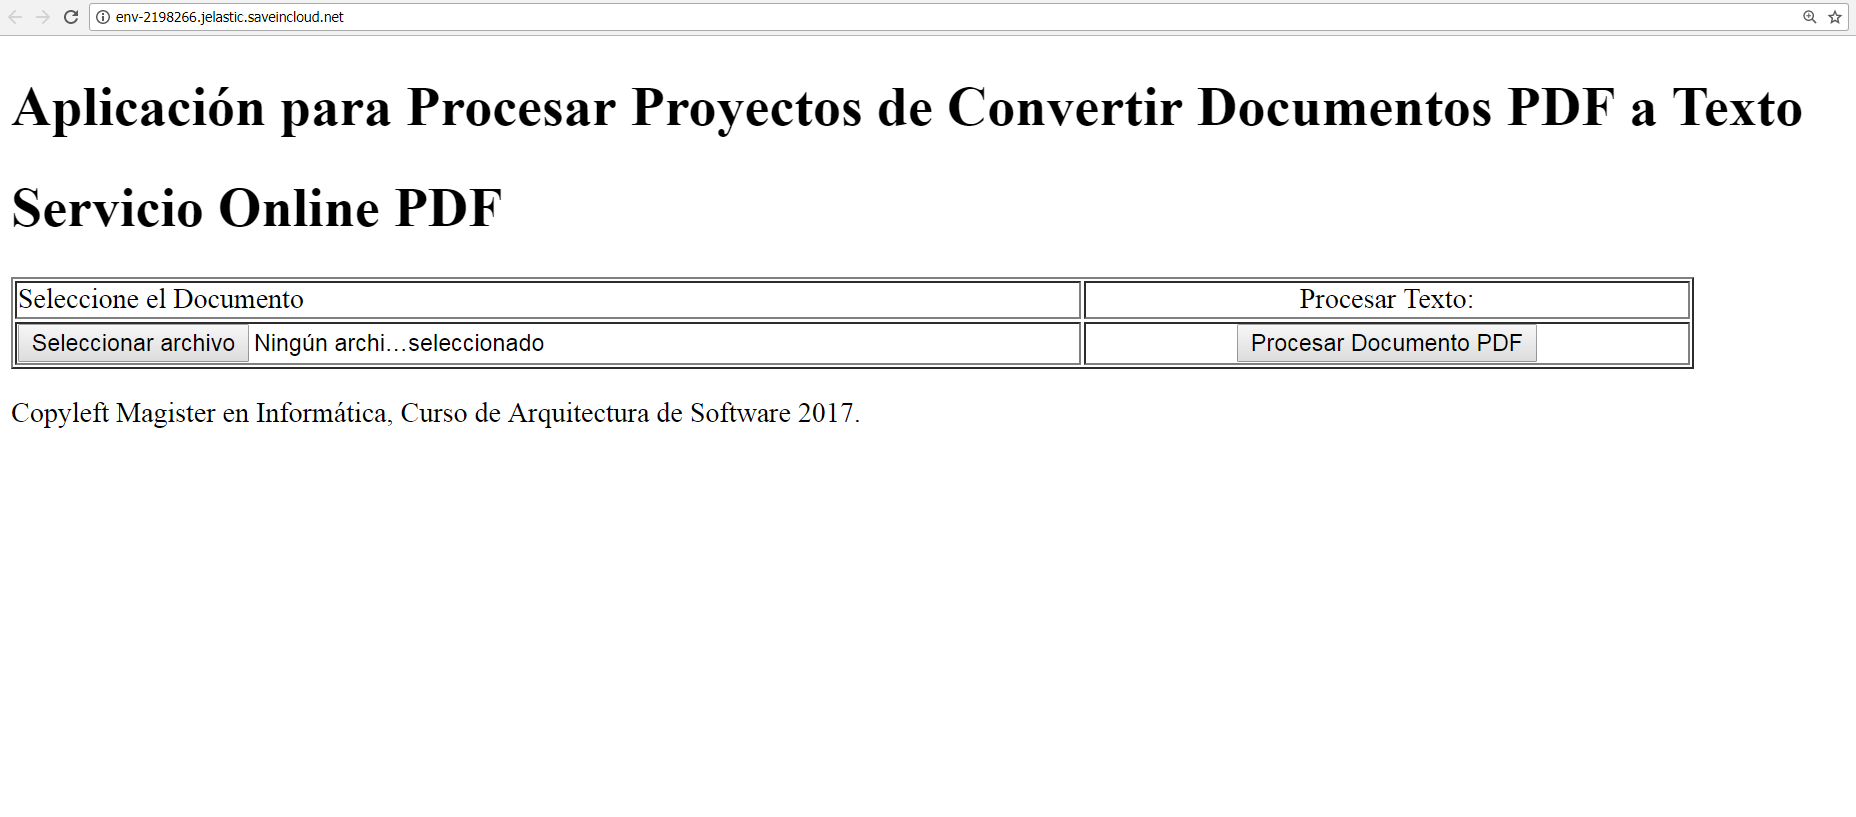 env-2198266.jelastic.saveincloud.net
Aplicación para Procesar Proyectos de Convertir Documentos PDF a Texto
Servicio Online PDF
Seleccione el Documento
Procesar Texto:
Seleccionar archivo
Ningún archi...seleccionado
Procesar Documento PDF
Copyleft Magister en Informática, Curso de Arquitectura de Software 2017.